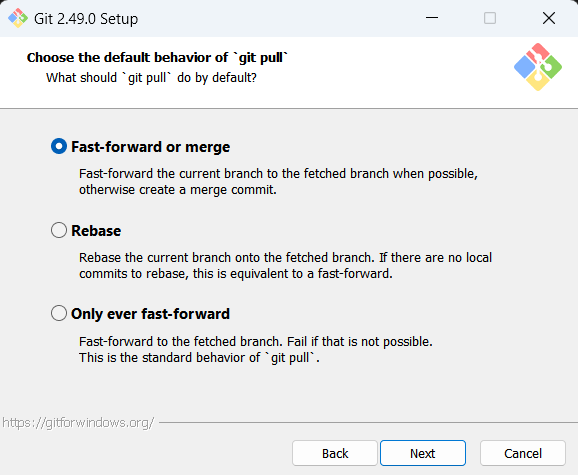 Git 2.49.0 Setup
Choose the default behavior of `git pull`
What should `git pull` do by default?
Fast-forward or merge
Fast-forward the current branch to the fetched branch when possible,
otherwise create a merge commit.
Rebase
Rebase the current branch onto the fetched branch. If there are no local
commits to rebase, this is equivalent to a fast-forward.
Only ever fast-forward
Fast-forward to the fetched branch. Fail if that is not possible.
This is the standard behavior of `git pull`.
https://gitforwindows.org/
Back
Next
Cancel